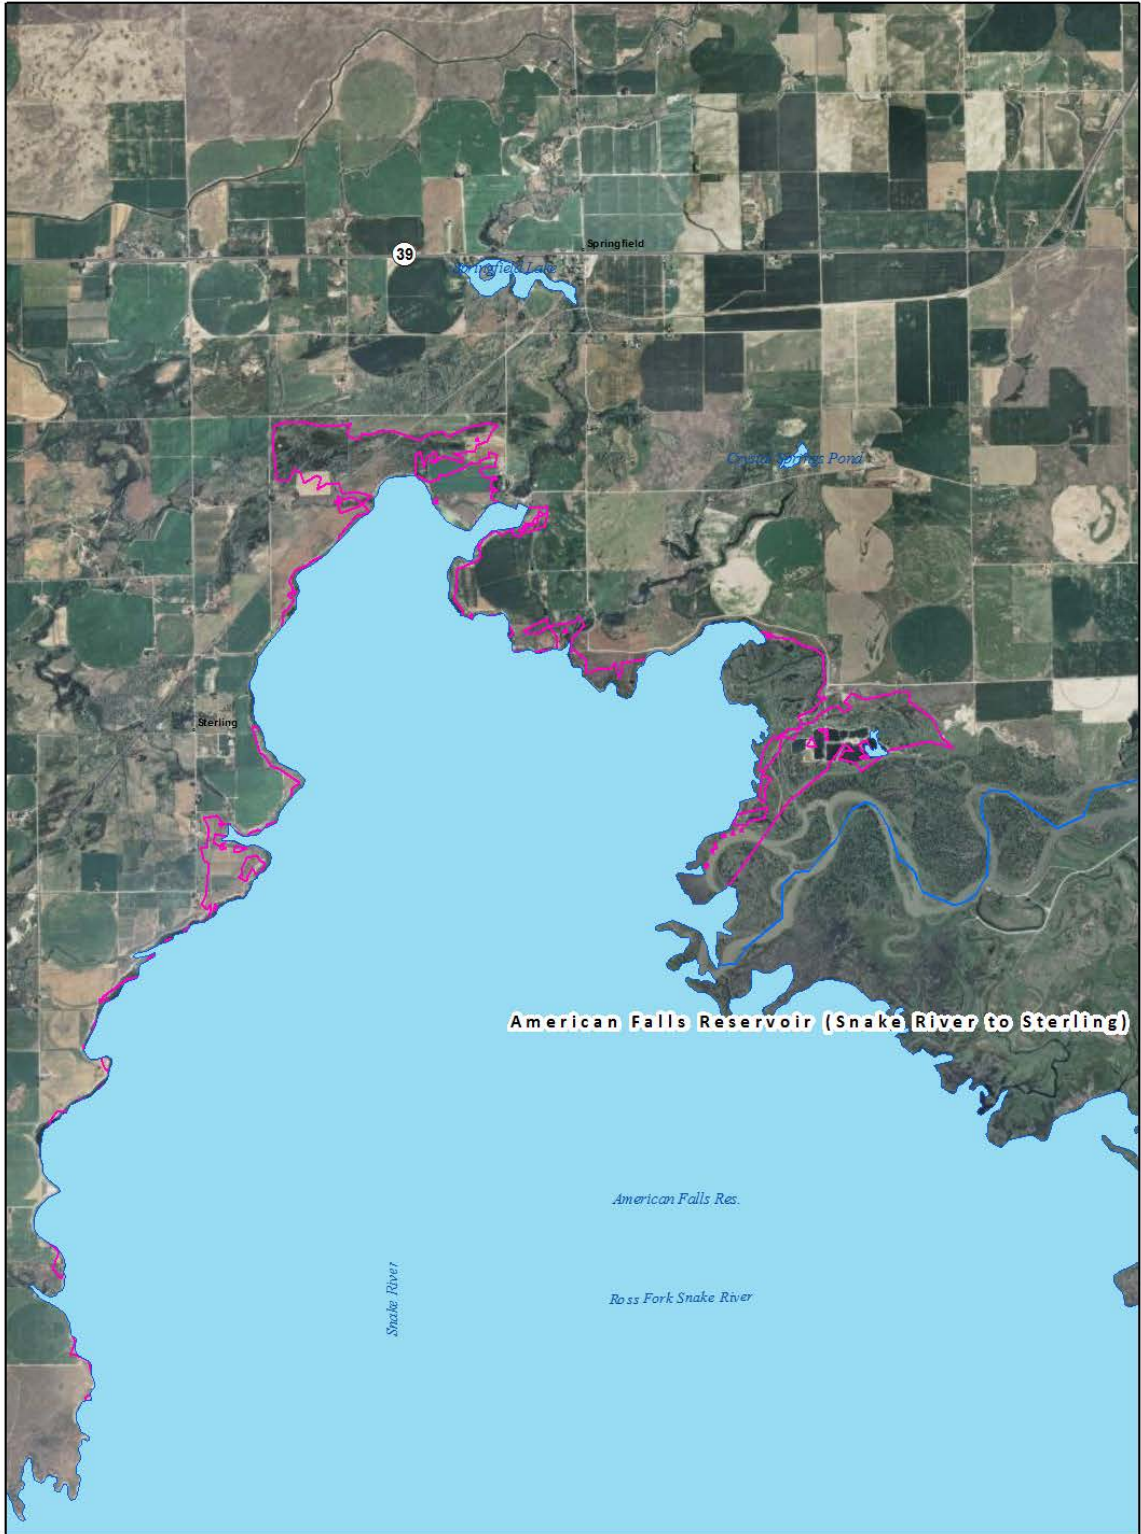 Springfield
39
Springfield Lake
Crystal Springs Pond
Sterling
American Falls Reservoir (Snake River to Sterling)
American Falls Res.
Snake River
Ross Fork Snake River